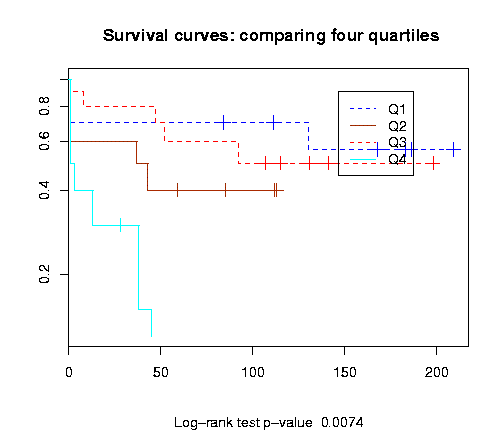 Survival curves: comparing four quartiles
Q1
Q2
Q3
Q4
0.8
0.6
0.4
0.2
0 50 100 150 200
Log-rank test p-value 0.0074